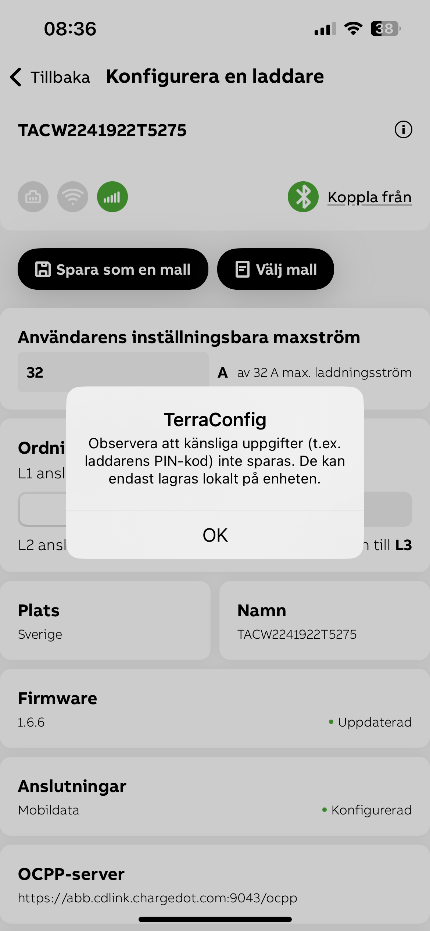 08:36
38
Tillbaka Konfigurera en laddare
TACW2241922T5275
Koppla från
Spara som en mall Välj mall
Användarens inställningsbara maxström
32 A av 32 A max. laddningsström
TerraConfig
Observera att känsliga uppgifter (t.ex.
laddarens PIN-kod) inte sparas. De kan
endast lagras lokalt på enheten.
OK
L1
L2 till L3
Plats Namn
Sverige TACW2241922T5275
Firmware
1.6.6 Uppdaterad
Anslutningar
Mobildata Konfigurerad
OCPP-server
https://abb.cdlink.chargedot.com:9043/ocpp